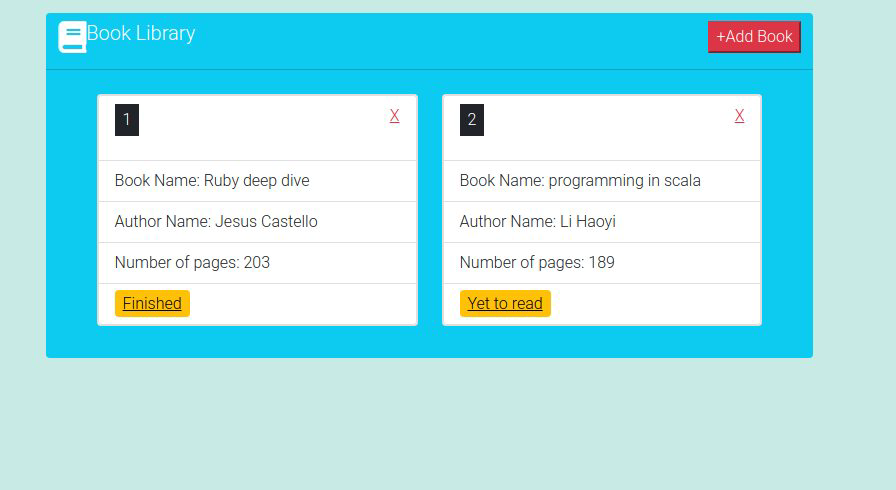 Book Library
+Add Book
1
X
Book Name: Ruby deep dive
Author Name: Jesus Castello
Number of pages: 203
Finished
2
X
Book Name: programming in scala
Author Name: Li Haoyi
Number of pages: 189
Yet to read